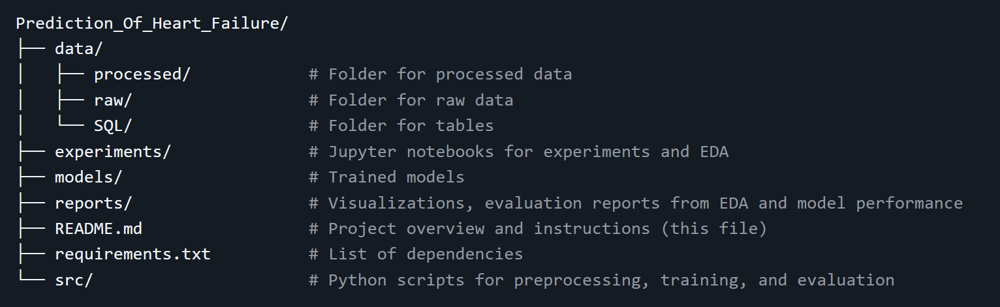 Prediction_Of_Heart_Failure/
├── data/
│   ├── processed/            # Folder for processed data
│   ├── raw/                  # Folder for raw data
│   └── SQL/                  # Folder for tables
├── experiments/              # Jupyter notebooks for experiments and EDA
├── models/                   # Trained models
├── reports/                  # Visualizations, evaluation reports from EDA and model performance
├── README.md                 # Project overview and instructions (this file)
├── requirements.txt          # List of dependencies
└── src/                      # Python scripts for preprocessing, training, and evaluation